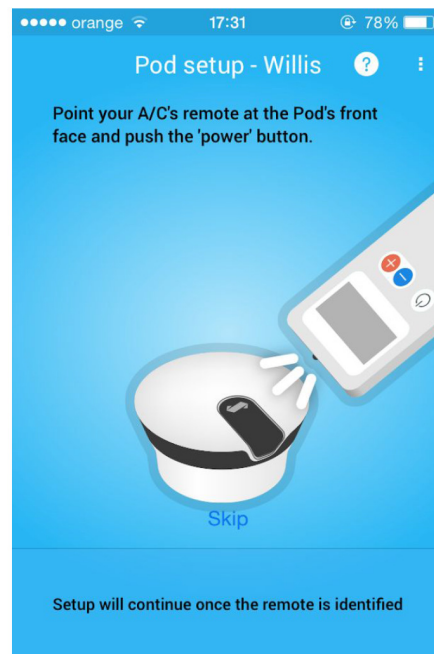 orange 17:31 78%
Pod setup - Willis ?
Point your A/C's remote at the Pod's front
face and push the 'power' button.
Skip
Setup will continue once the remote is identified